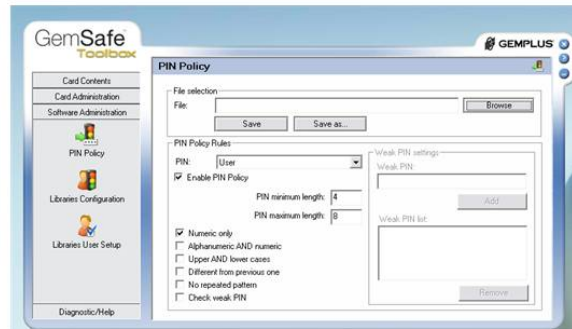 GemSafe
Toolbox
GEMPLUS
Card Contents
Card Administration
Software Administration
PIN Policy
Libraries Configuration
Libraries User Setup
Diagnostic/Help
PIN Policy
File selection
File:
Browse
Save
Save as...
PIN Policy Rules
PIN:
User
Enable PIN Policy
PIN minimum length:
4
PIN maximum length:
8
Numeric only
Alphanumeric AND numeric
Upper AND lower cases
Different from previous one
No repeated pattern
Check weak PIN
Weak PIN settings
Weak PIN:
Add
Weak PIN list:
Remove